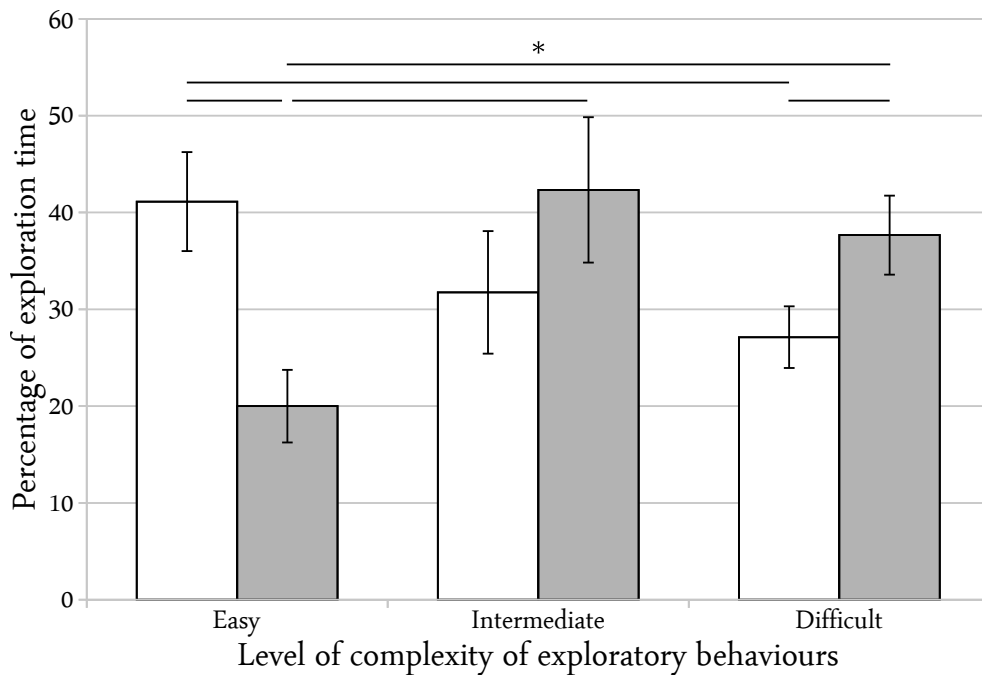 60
*
50
40
30
20
10
0
Percentage of exploration time
Easy Intermediate Difficult
Level of complexity of exploratory behaviours